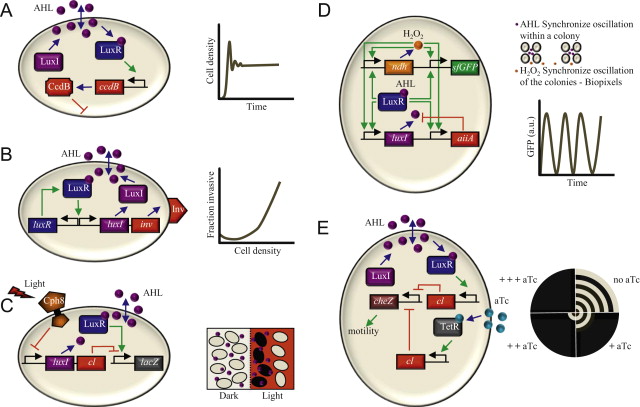 A
AHL
LuxI
LuxR
CcdB
ccdB
Cell density
Time
B
AHL
LuxR
LuxI
luxR
luxI
inv
Inv
Fraction invasive
Cell density
C
Light
Cph8
AHL
LuxR
luxI
cI
lacZ
Dark
Light
D
H2O2
ndh
sfGFP
AHL
LuxR
luxI
aiiA
AHL Synchronize oscillation
within a colony
H2O2 Synchronize oscillation
of the colonies - Biopixels
GFP (a.u.)
Time
E
AHL
LuxI
LuxR
cheZ
cI
aTc
motility
TetR
cI
+++ aTc
no aTc
++ aTc
+ aTc